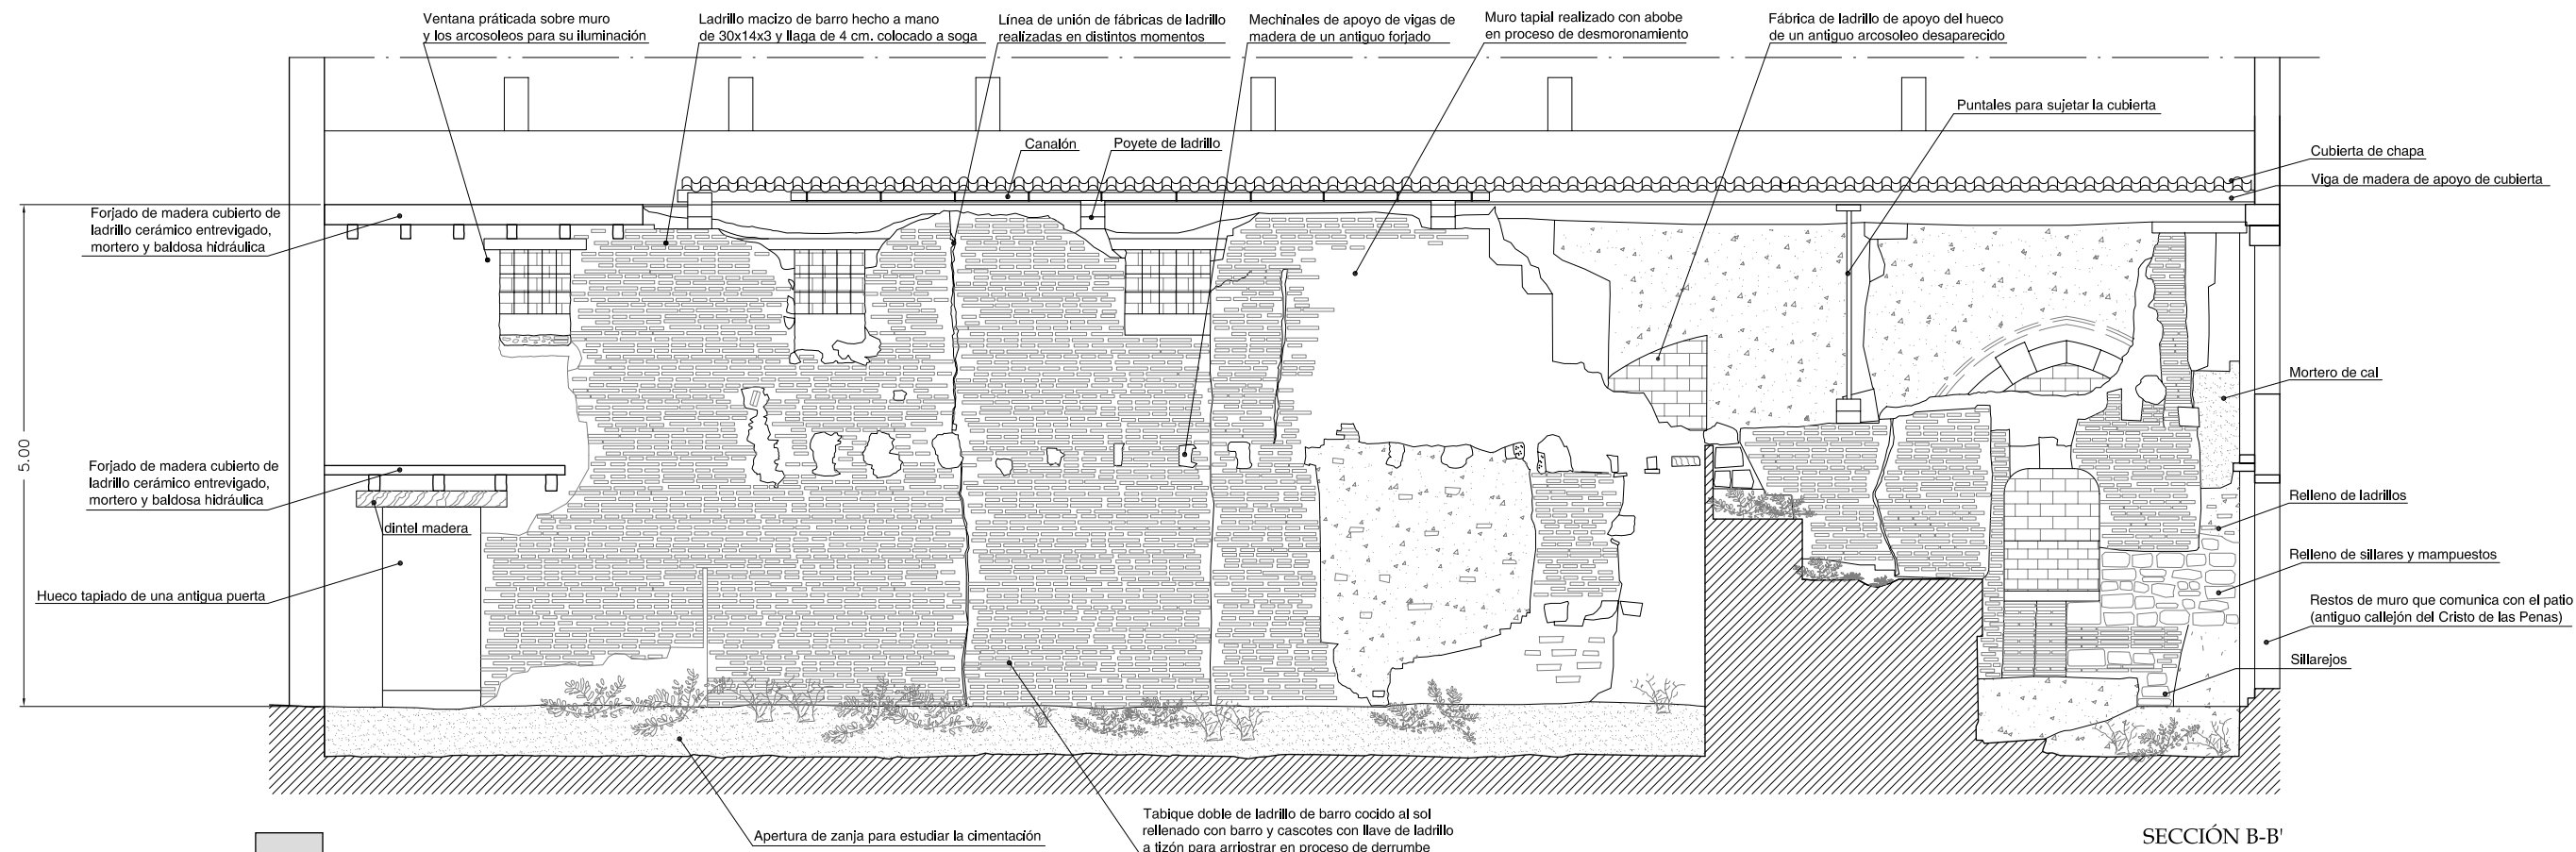 Ventana práticada sobre muro
y los arcosoleos para su iluminación
Ladrillo macizo de barro hecho a mano
de 30x14x3 y llaga de 4 cm. colocado a soga
Línea de unión de fábricas de ladrillo
realizadas en distintos momentos
Mechinales de apoyo de vigas de
madera de un antiguo forjado
Muro tapial realizado con abobe
en proceso de desmoronamiento
Fábrica de ladrillo de apoyo del hueco
de un antiguo arcosoleo desaparecido
Puntales para sujetar la cubierta
Canalón
Poyete de ladrillo
Cubierta de chapa
Viga de madera de apoyo de cubierta
Forjado de madera cubierto de
ladrillo cerámico entrevigado,
mortero y baldosa hidráulica
Mortero de cal
5.00
Forjado de madera cubierto de
ladrillo cerámico entrevigado,
mortero y baldosa hidráulica
dintel madera
Relleno de ladrillos
Relleno de sillares y mampuestos
Hueco tapiado de una antigua puerta
Restos de muro que comunica con el patio
(antiguo callejón del Cristo de las Penas)
Sillarejos
Apertura de zanja para estudiar la cimentación
Tabique doble de ladrillo de barro cocido al sol
rellenado con barro y cascotes con llave de ladrillo
a tizón para arriostrar en proceso de derrumbe
SECCIÓN B-B'